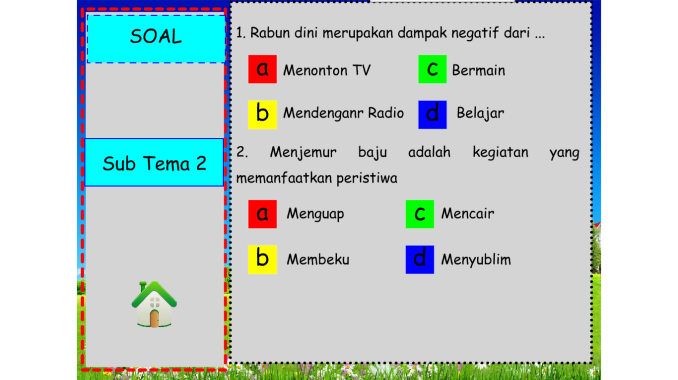 SOAL
Sub Tema 2
1. Rabun dini merupakan dampak negatif dari ...
a Menonton TV
c Bermain
b Mendenganr Radio
d Belajar
2. Menjemur baju adalah kegiatan yang
memanfaatkan peristiwa
a Menguap
c Mencair
b Membeku
d Menyublim